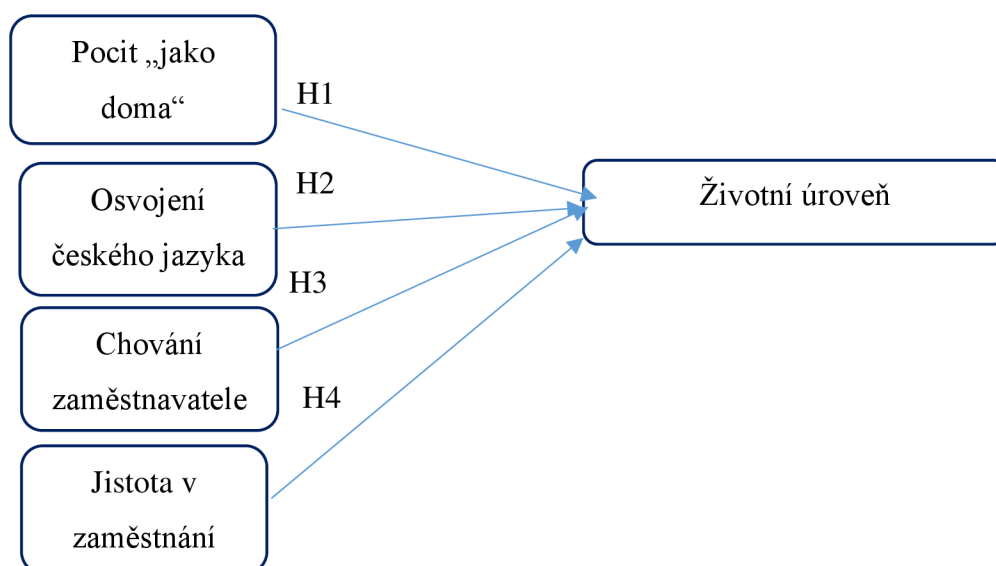 Pocit „jako
doma“
H1
Osvojení
českého jazyka
H2
Chování
zaměstnavatele
H3
Jistota v
zaměstnání
H4
Životní úroveň